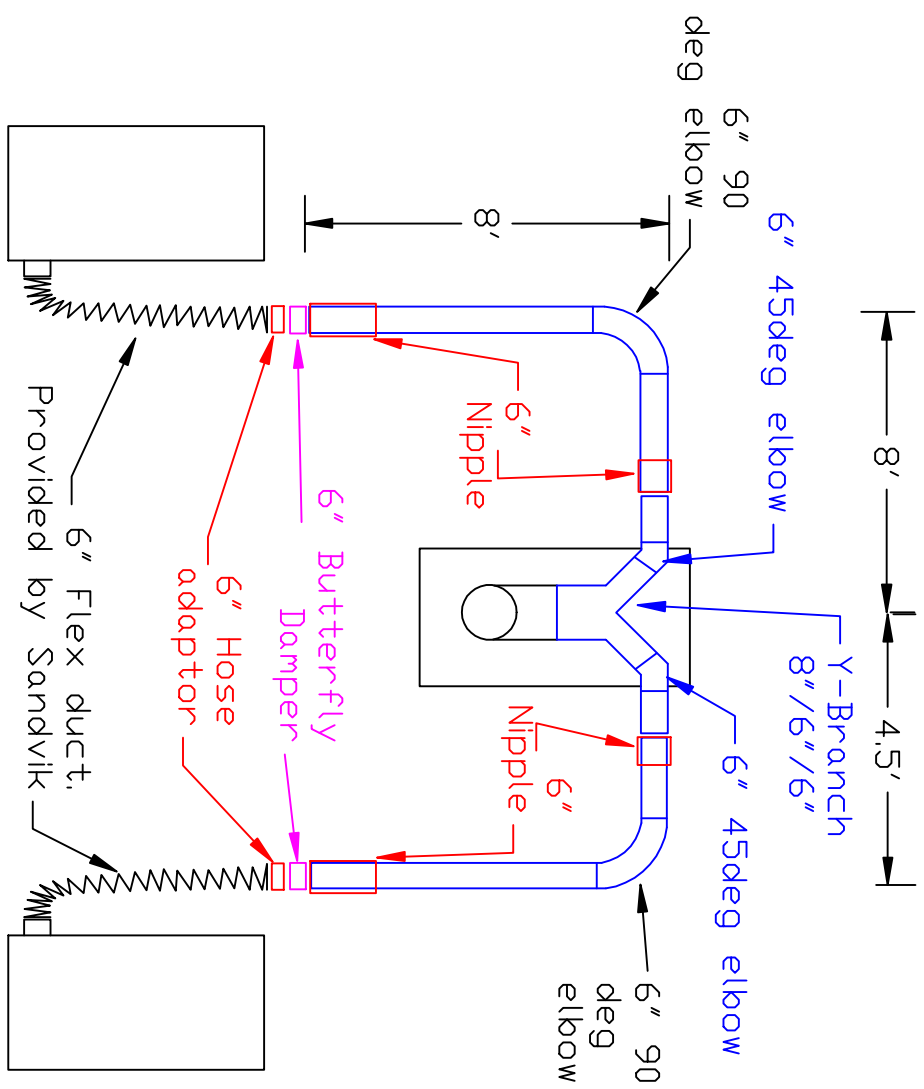 6" 90
deg elbow
6" 45deg elbow
8'
8'
4.5'
Y-Branch
8"/6"/6"
6" 45deg elbow
6" 90
deg
elbow
6"
Nipple
6"
Nipple
6" Butterfly
Damper
6" Hose
adaptor
6" Flex duct.
Provided by Sandvik